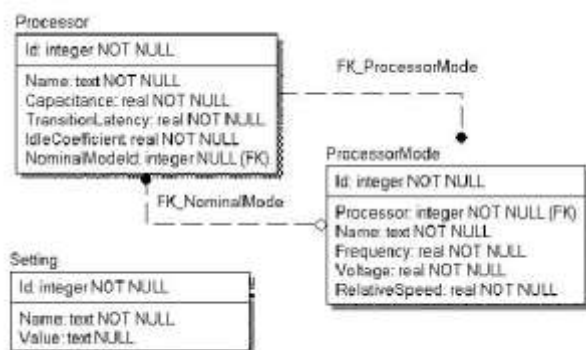 Processor
Id: integer NOT NULL
Name: text NOT NULL
Capacitance: real NOT NULL
TransitionLatency: real NOT NULL
IdleCoefficient: real NOT NULL
NominalModeId: integer NULL (FK)
FK_ProcessorMode
ProcessorMode
Id: integer NOT NULL
Processor: integer NOT NULL (FK)
Name: text NOT NULL
Frequency: real NOT NULL
Voltage: real NOT NULL
RelativeSpeed: real NOT NULL
FK_NominalMode
Setting
Id: integer NOT NULL
Name: text NOT NULL
Value: text NULL